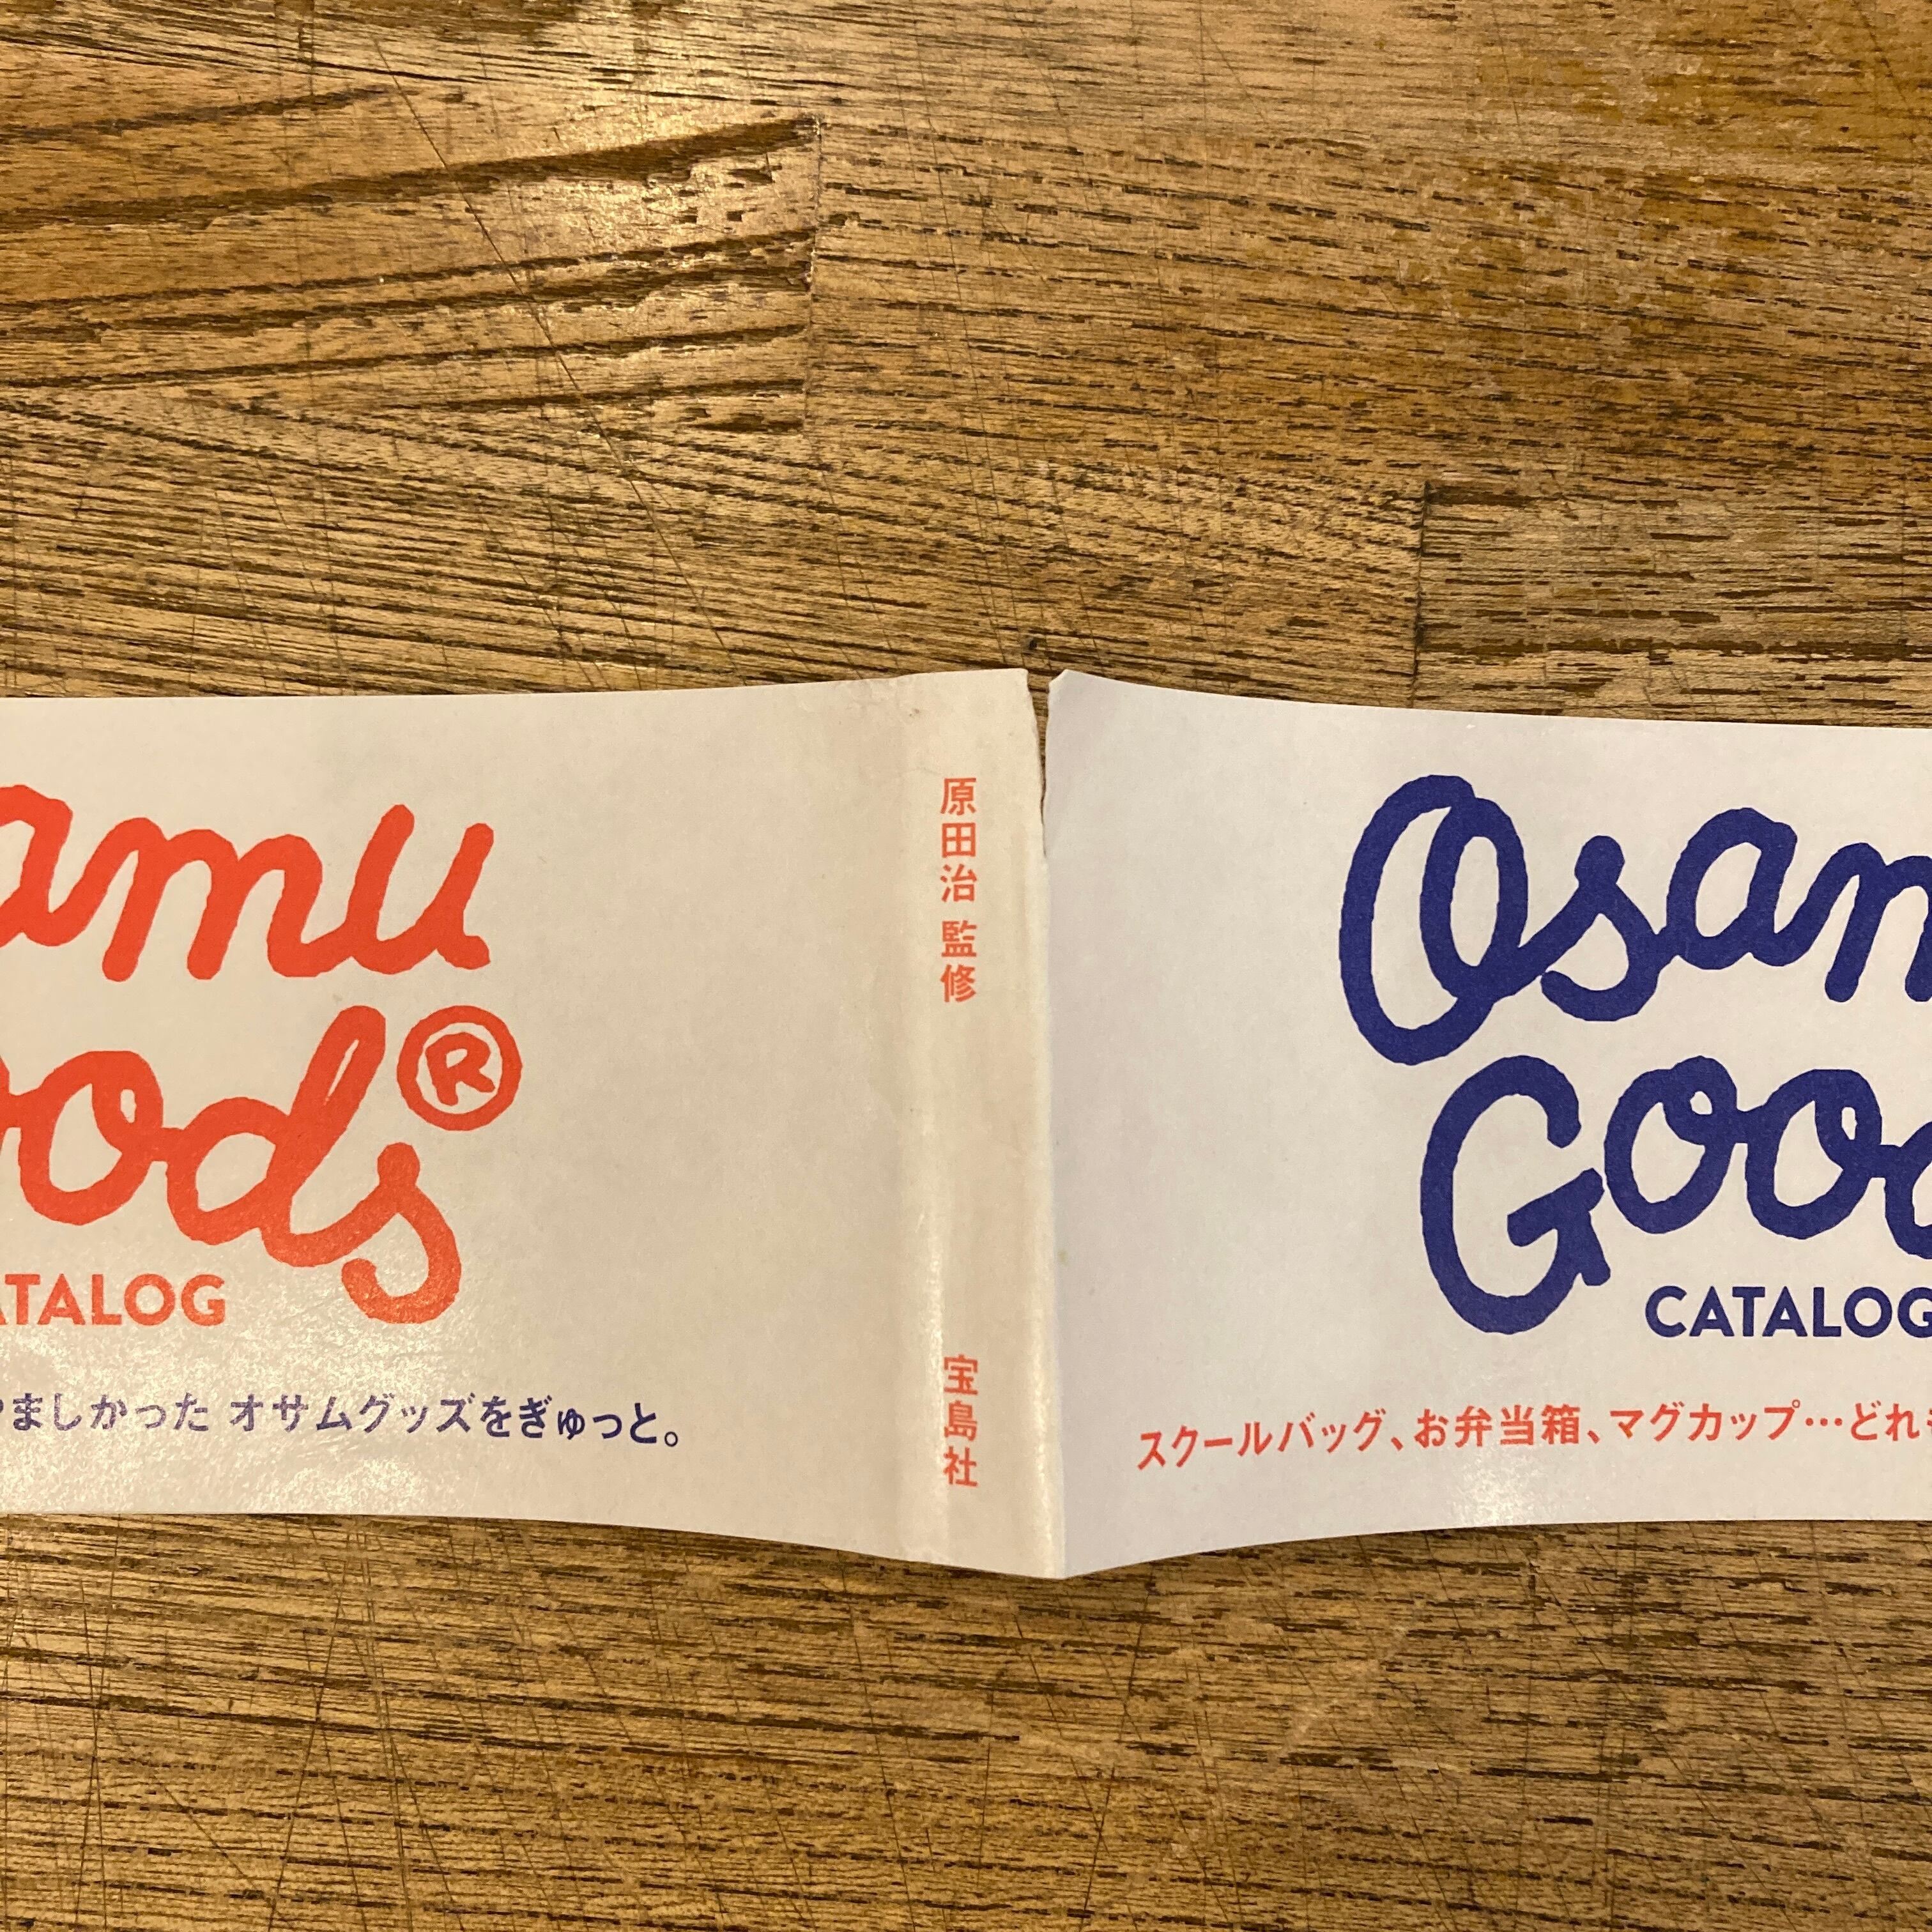 amu
oods®
ATALOG
ましかった オサムグッズをぎゅっと。
原田治 監修
宝島社
Osam
Good
CATALOG
スクールバッグ、お弁当箱、マグカップ…どれ